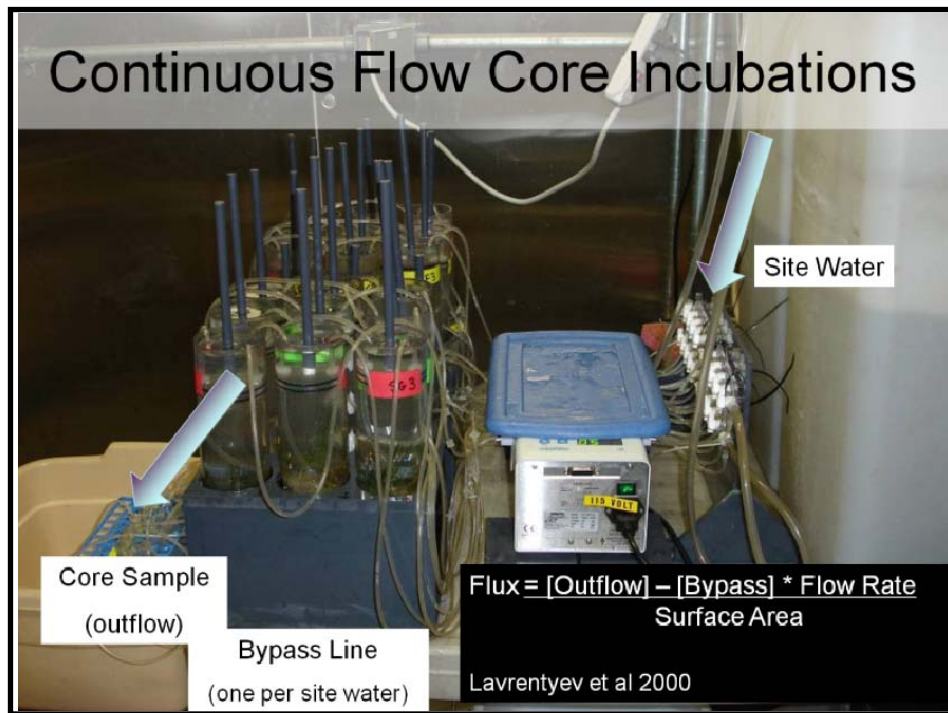 Continuous Flow Core Incubations
Site Water
SG3
115 VOLT
Core Sample
(outflow)
Bypass Line
(one per site water)
Flux = [Outflow] – [Bypass] * Flow Rate
Surface Area
Lavrentyev et al 2000